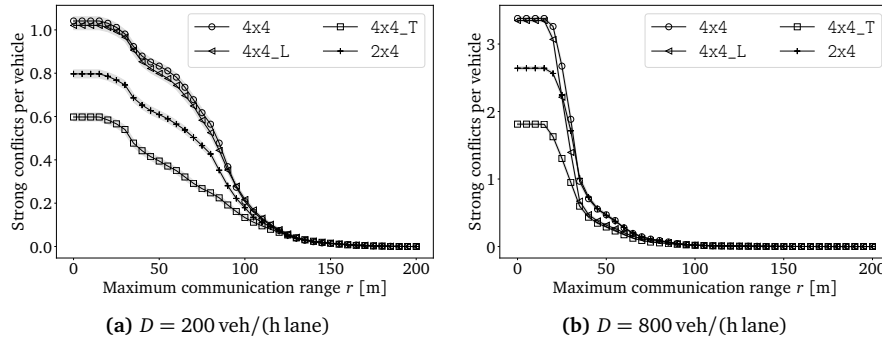 4x4
4x4_T
4x4_L
2x4
Strong conflicts per vehicle
1.0
0.8
0.6
0.4
0.2
0.0
0
50
100
150
200
Maximum communication range r [m]
(a) D = 200 veh/(h lane)
4x4
4x4_T
4x4_L
2x4
Strong conflicts per vehicle
3
2
1
0
0
50
100
150
200
Maximum communication range r [m]
(b) D = 800 veh/(h lane)